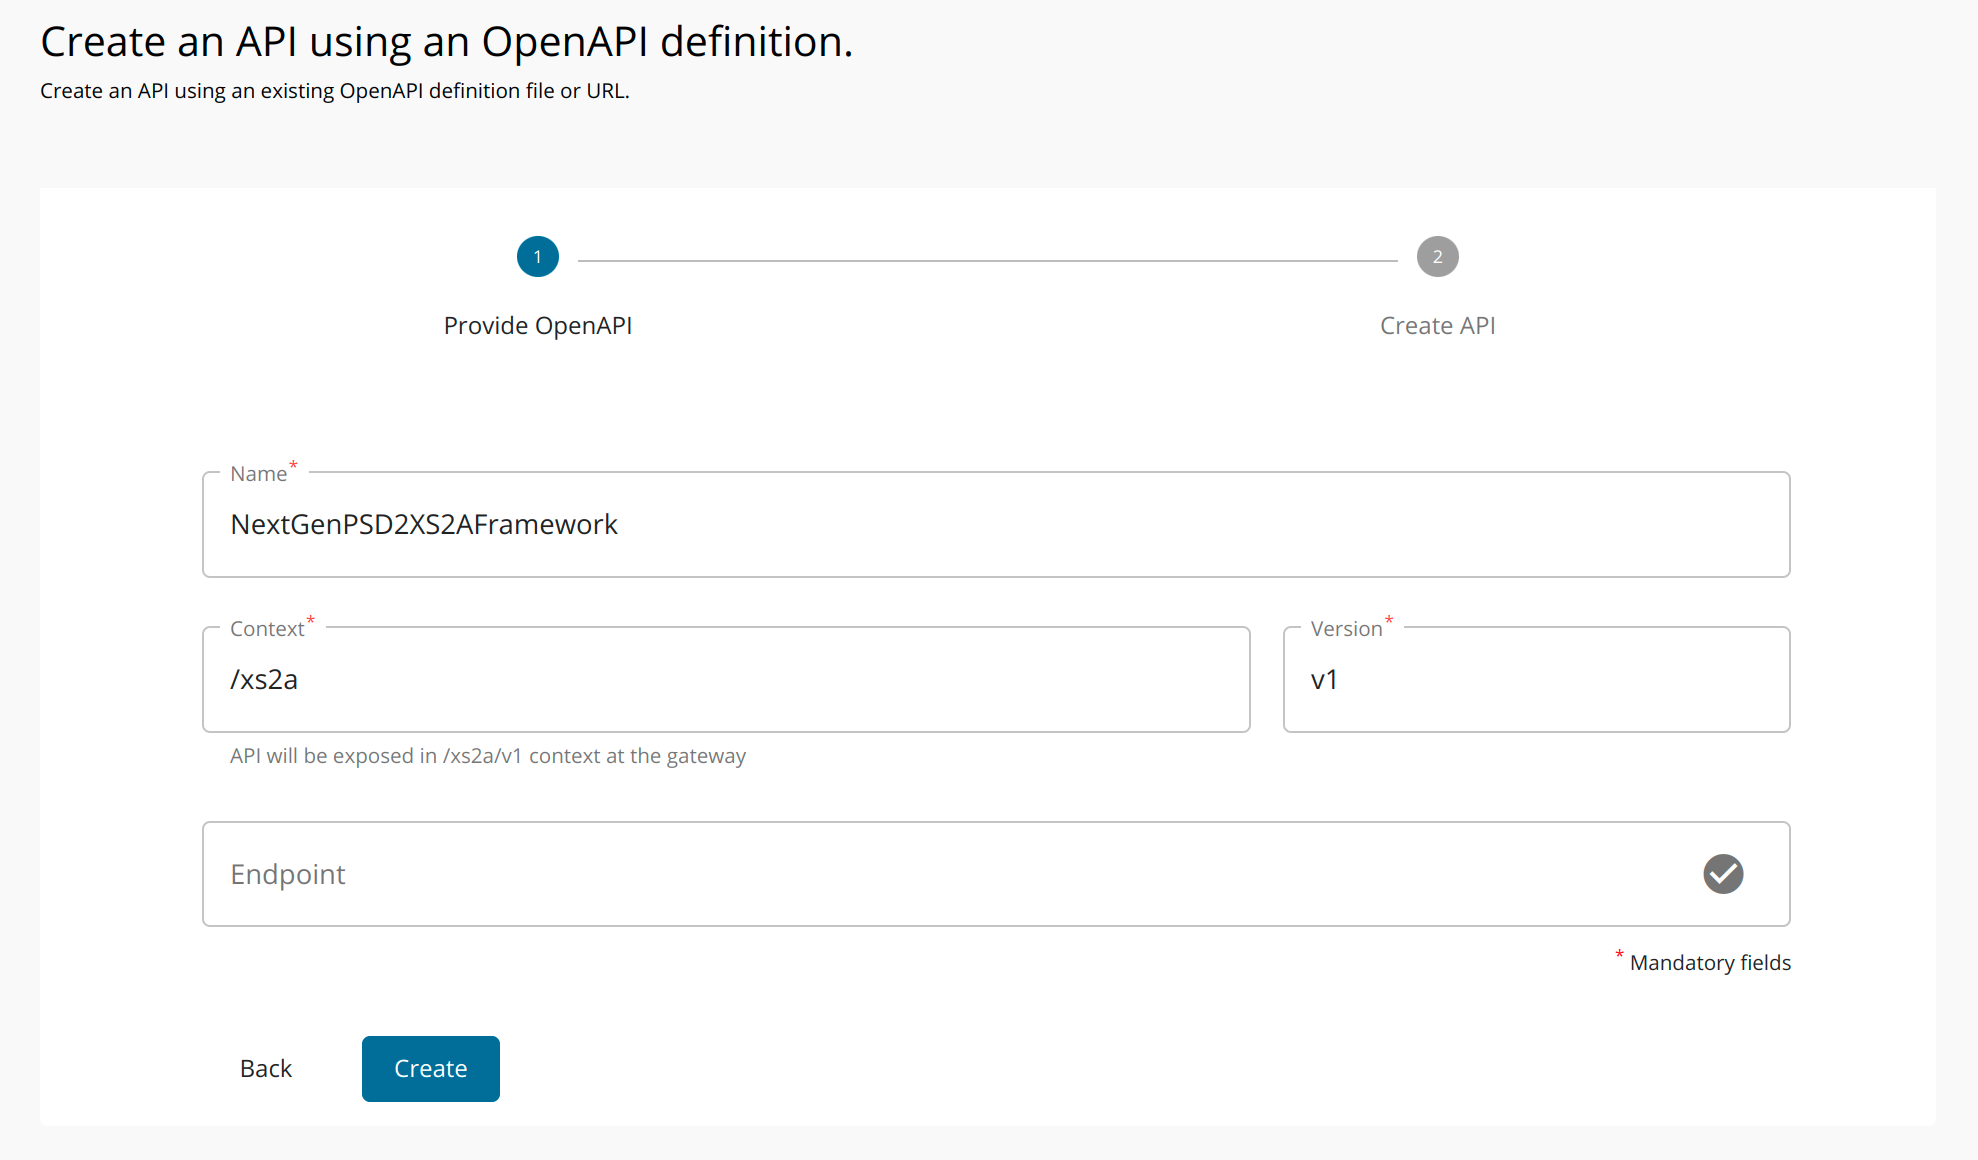 Create an API using an OpenAPI definition.
Create an API using an existing OpenAPI definition file or URL.
1
2
Provide OpenAPI
Create API
Name*
NextGenPSD2XS2AFramework
Context*
Version*
/xs2a
v1
API will be exposed in /xs2a/v1 context at the gateway
Endpoint
* Mandatory fields
Back
Create